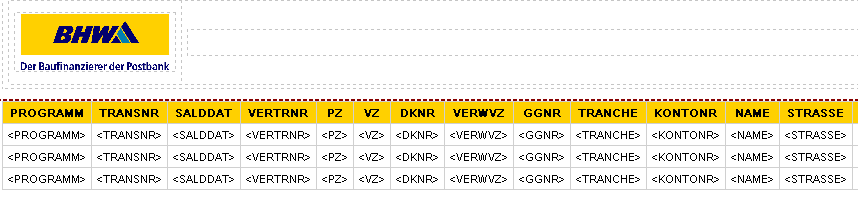 BHW
Der Baufinanzierer der Postbank
PROGRAMM TRANSNR SALDDAT VERTRNR PZ VZ DKNR VERWVZ GGNR TRANCHE KONTONR NAME STRASSE
<PROGRAMM> <TRANSNR> <SALDDAT> <VERTRNR> <PZ> <VZ> <DKNR> <VERWVZ> <GGNR> <TRANCHE> <KONTONR> <NAME> <STRASSE>
<PROGRAMM> <TRANSNR> <SALDDAT> <VERTRNR> <PZ> <VZ> <DKNR> <VERWVZ> <GGNR> <TRANCHE> <KONTONR> <NAME> <STRASSE>
<PROGRAMM> <TRANSNR> <SALDDAT> <VERTRNR> <PZ> <VZ> <DKNR> <VERWVZ> <GGNR> <TRANCHE> <KONTONR> <NAME> <STRASSE>